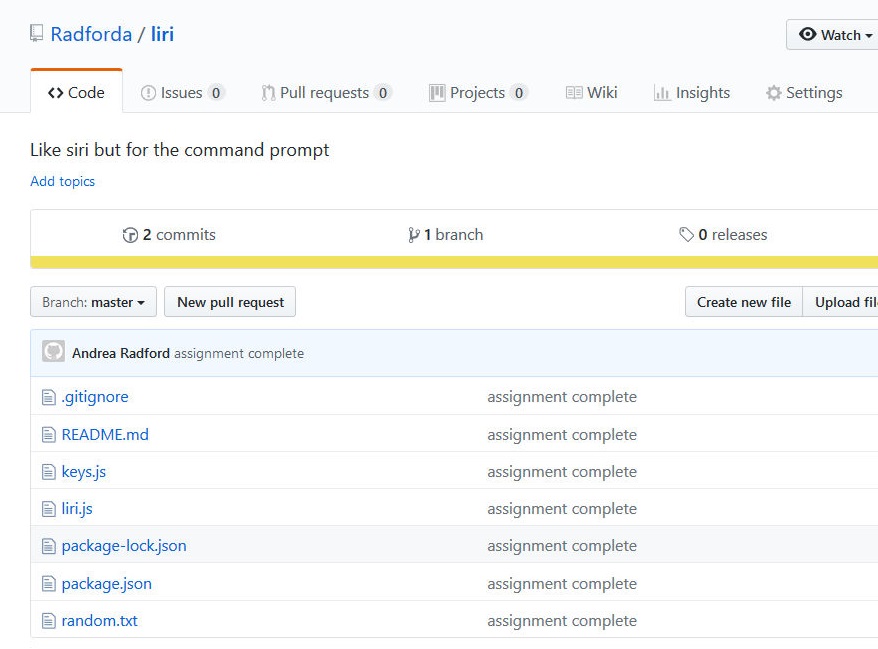 Radforda / liri
Watch
Code
Issues 0
Pull requests 0
Projects 0
Wiki
Insights
Settings
Like siri but for the command prompt
Add topics
2 commits
1 branch
0 releases
Branch: master
New pull request
Create new file
Upload fil
Andrea Radford assignment complete
.gitignore assignment complete
README.md assignment complete
keys.js assignment complete
liri.js assignment complete
package-lock.json assignment complete
package.json assignment complete
random.txt assignment complete